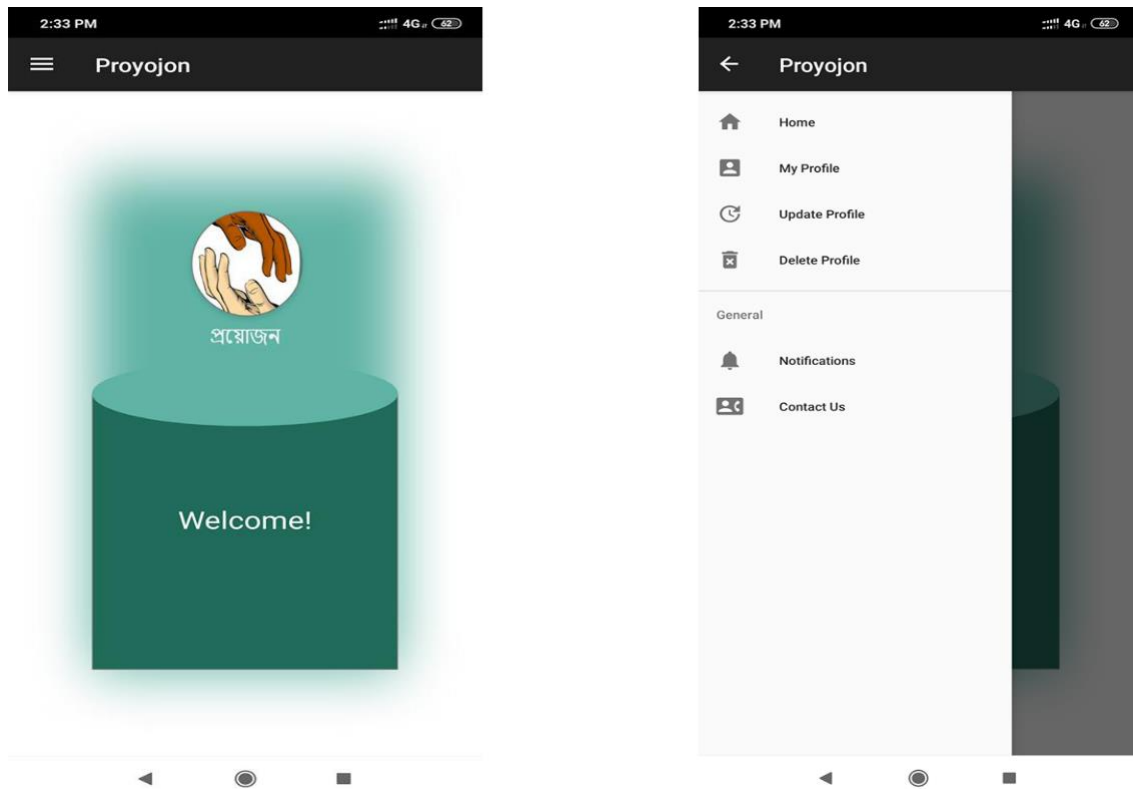 2:33 PM
4G 62
Proyojon
প্রয়োজন
Welcome!
2:33 PM
4G 62
Proyojon
Home
My Profile
Update Profile
Delete Profile
General
Notifications
Contact Us